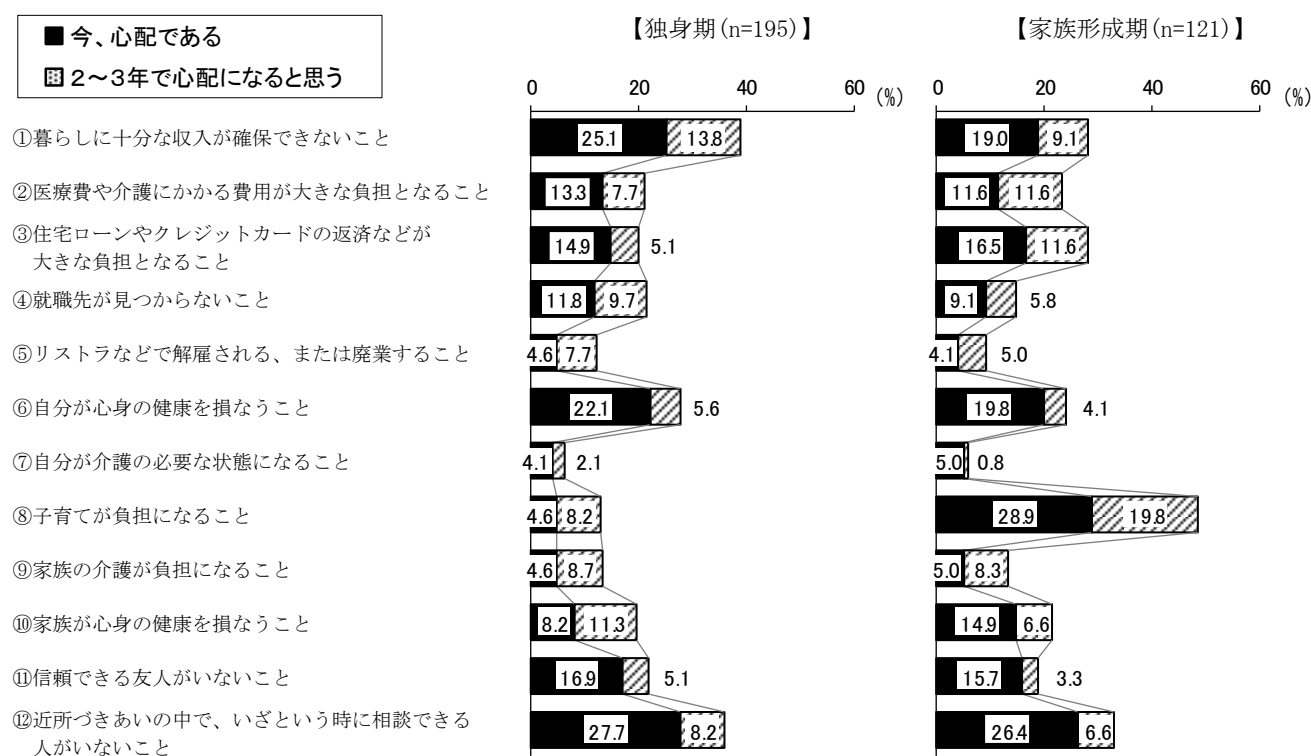 ■今、心配である
２～３年で心配になると思う
【独身期(n=195)】
【家族形成期(n=121)】
0 20 40 60 (%)
0 20 40 60 (%)
①暮らしに十分な収入が確保できないこと 25.1 13.8 19.0 9.1
②医療費や介護にかかる費用が大きな負担となること 13.3 7.7 11.6 11.6
③住宅ローンやクレジットカードの返済などが
大きな負担となること 14.9 5.1 16.5 11.6
④就職先が見つからないこと 11.8 9.7 9.1 5.8
⑤リストラなどで解雇される、または廃業すること 4.6 7.7 4.1 5.0
⑥自分が心身の健康を損なうこと 22.1 5.6 19.8 4.1
⑦自分が介護の必要な状態になること 4.1 2.1 5.0 0.8
⑧子育てが負担になること 4.6 8.2 28.9 19.8
⑨家族の介護が負担になること 4.6 8.7 5.0 8.3
⑩家族が心身の健康を損なうこと 8.2 11.3 14.9 6.6
⑪信頼できる友人がいないこと 16.9 5.1 15.7 3.3
⑫近所づきあいの中で、いざという時に相談できる
人がいないこと 27.7 8.2 26.4 6.6